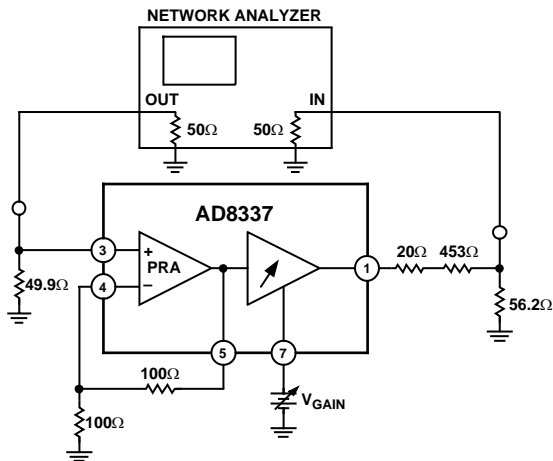 NETWORK ANALYZER
OUT
IN
50Ω
50Ω
AD8337
3
+
PRA
1
20Ω
453Ω
49.9Ω
4
−
56.2Ω
5
7
100Ω
VGAIN
100Ω